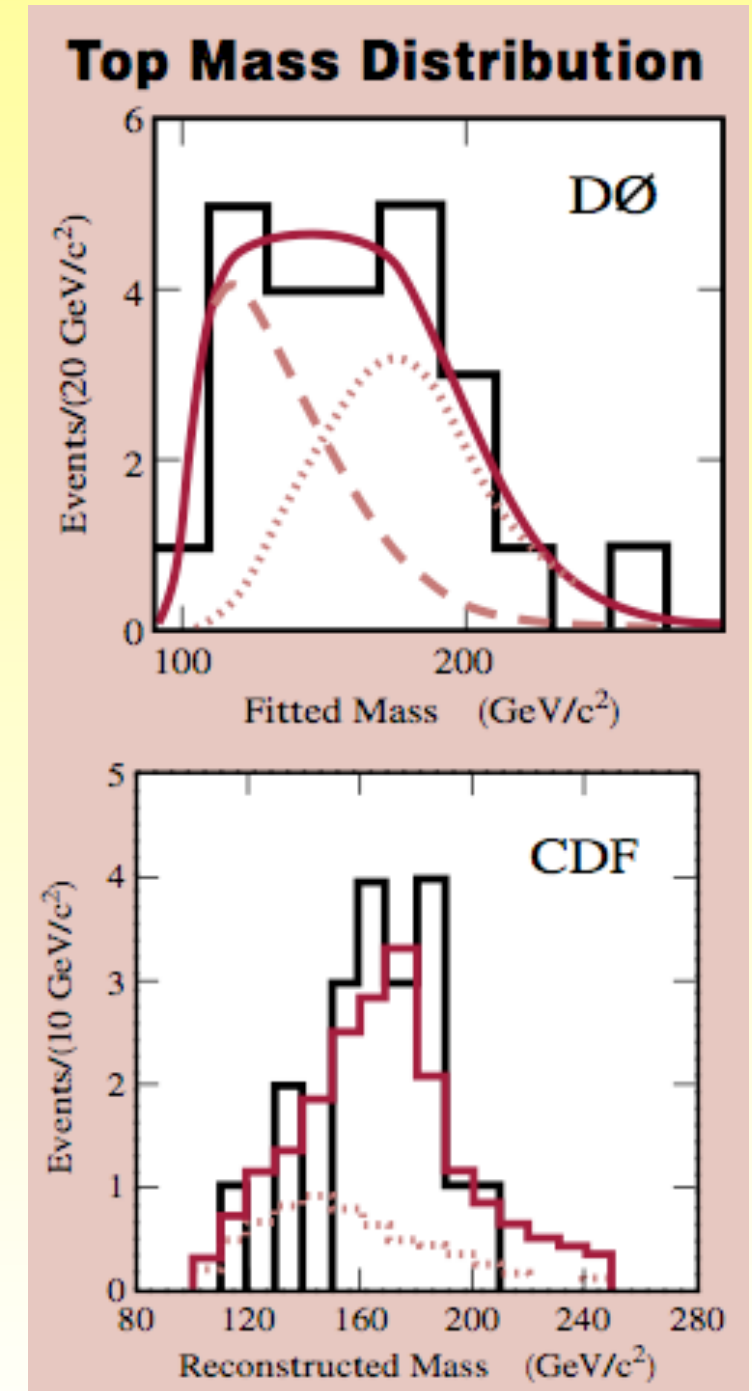 Top Mass Distribution
DØ
6
4
2
0
Events/(20 GeV/c²)
100 200
Fitted Mass (GeV/c²)
CDF
5
4
3
2
1
0
Events/(10 GeV/c²)
80 120 160 200 240 280
Reconstructed Mass (GeV/c²)